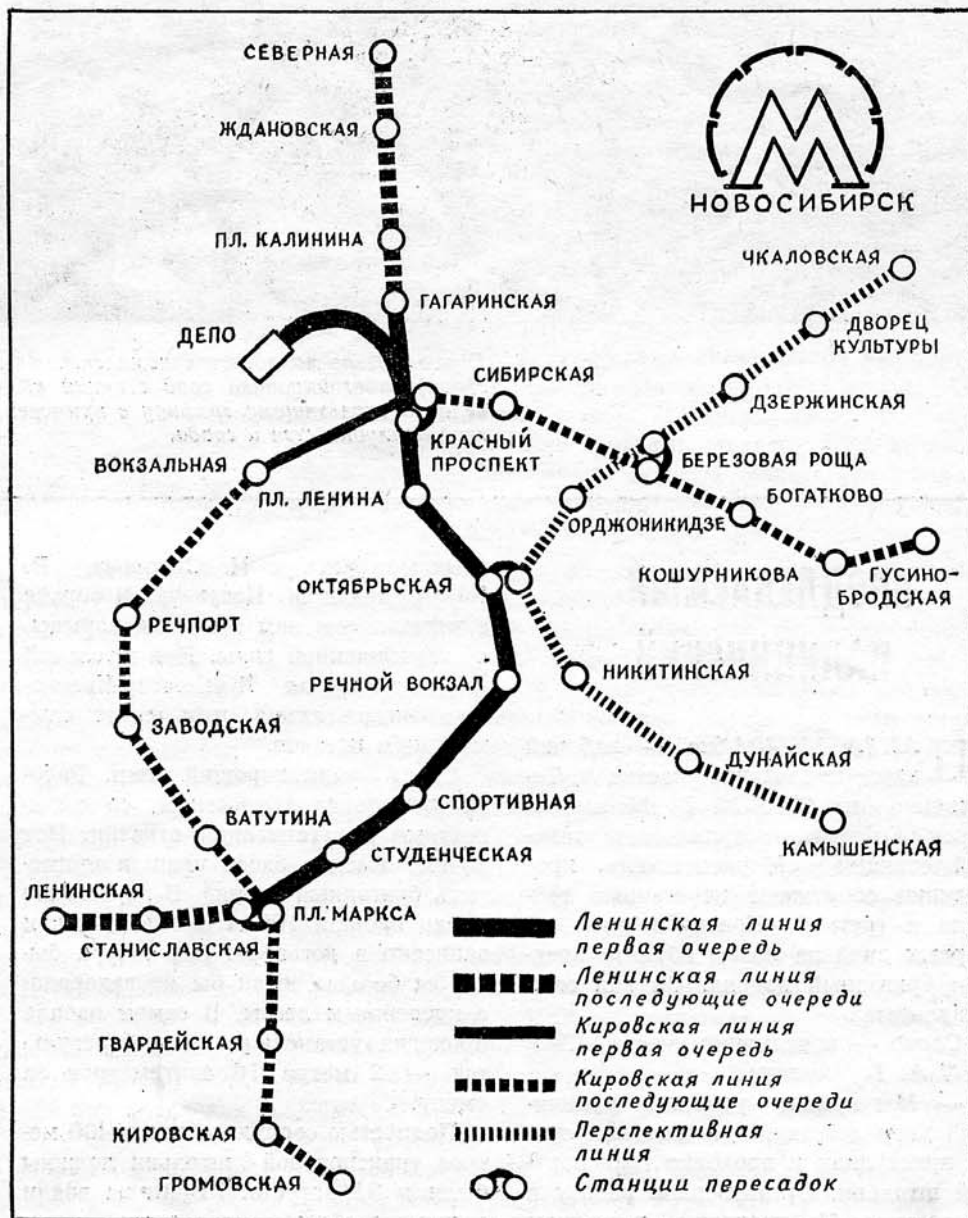 СЕВЕРНАЯ
ЖДАНОВСКАЯ
М
НОВОСИБИРСК
ПЛ. КАЛИНИНА
ЧКАЛОВСКАЯ
ГАГАРИНСКАЯ
ДЕПО
ДВОРЕЦ
КУЛЬТУРЫ
СИБИРСКАЯ
ДЗЕРЖИНСКАЯ
КРАСНЫЙ
ПРОСПЕКТ
ВОКЗАЛЬНАЯ
БЕРЕЗОВАЯ РОЩА
ПЛ. ЛЕНИНА
БОГАТКОВО
ОРДЖОНИКИДЗЕ
ОКТЯБРЬСКАЯ
КОШУРНИКОВА
ГУСИНО-
БРОДСКАЯ
РЕЧПОРТ
РЕЧНОЙ ВОКЗАЛ
НИКИТИНСКАЯ
ЗАВОДСКАЯ
ДУНАЙСКАЯ
СПОРТИВНАЯ
ВАТУТИНА
СТУДЕНЧЕСКАЯ
КАМЫШЕНСКАЯ
ЛЕНИНСКАЯ
ПЛ. МАРКСА
СТАНИСЛАВСКАЯ
ГВАРДЕЙСКАЯ
КИРОВСКАЯ
ГРОМОВСКАЯ
Ленинская линия
первая очередь
Ленинская линия
последующие очереди
Кировская линия
первая очередь
Кировская линия
последующие очереди
Перспективная
линия
Станции пересадок